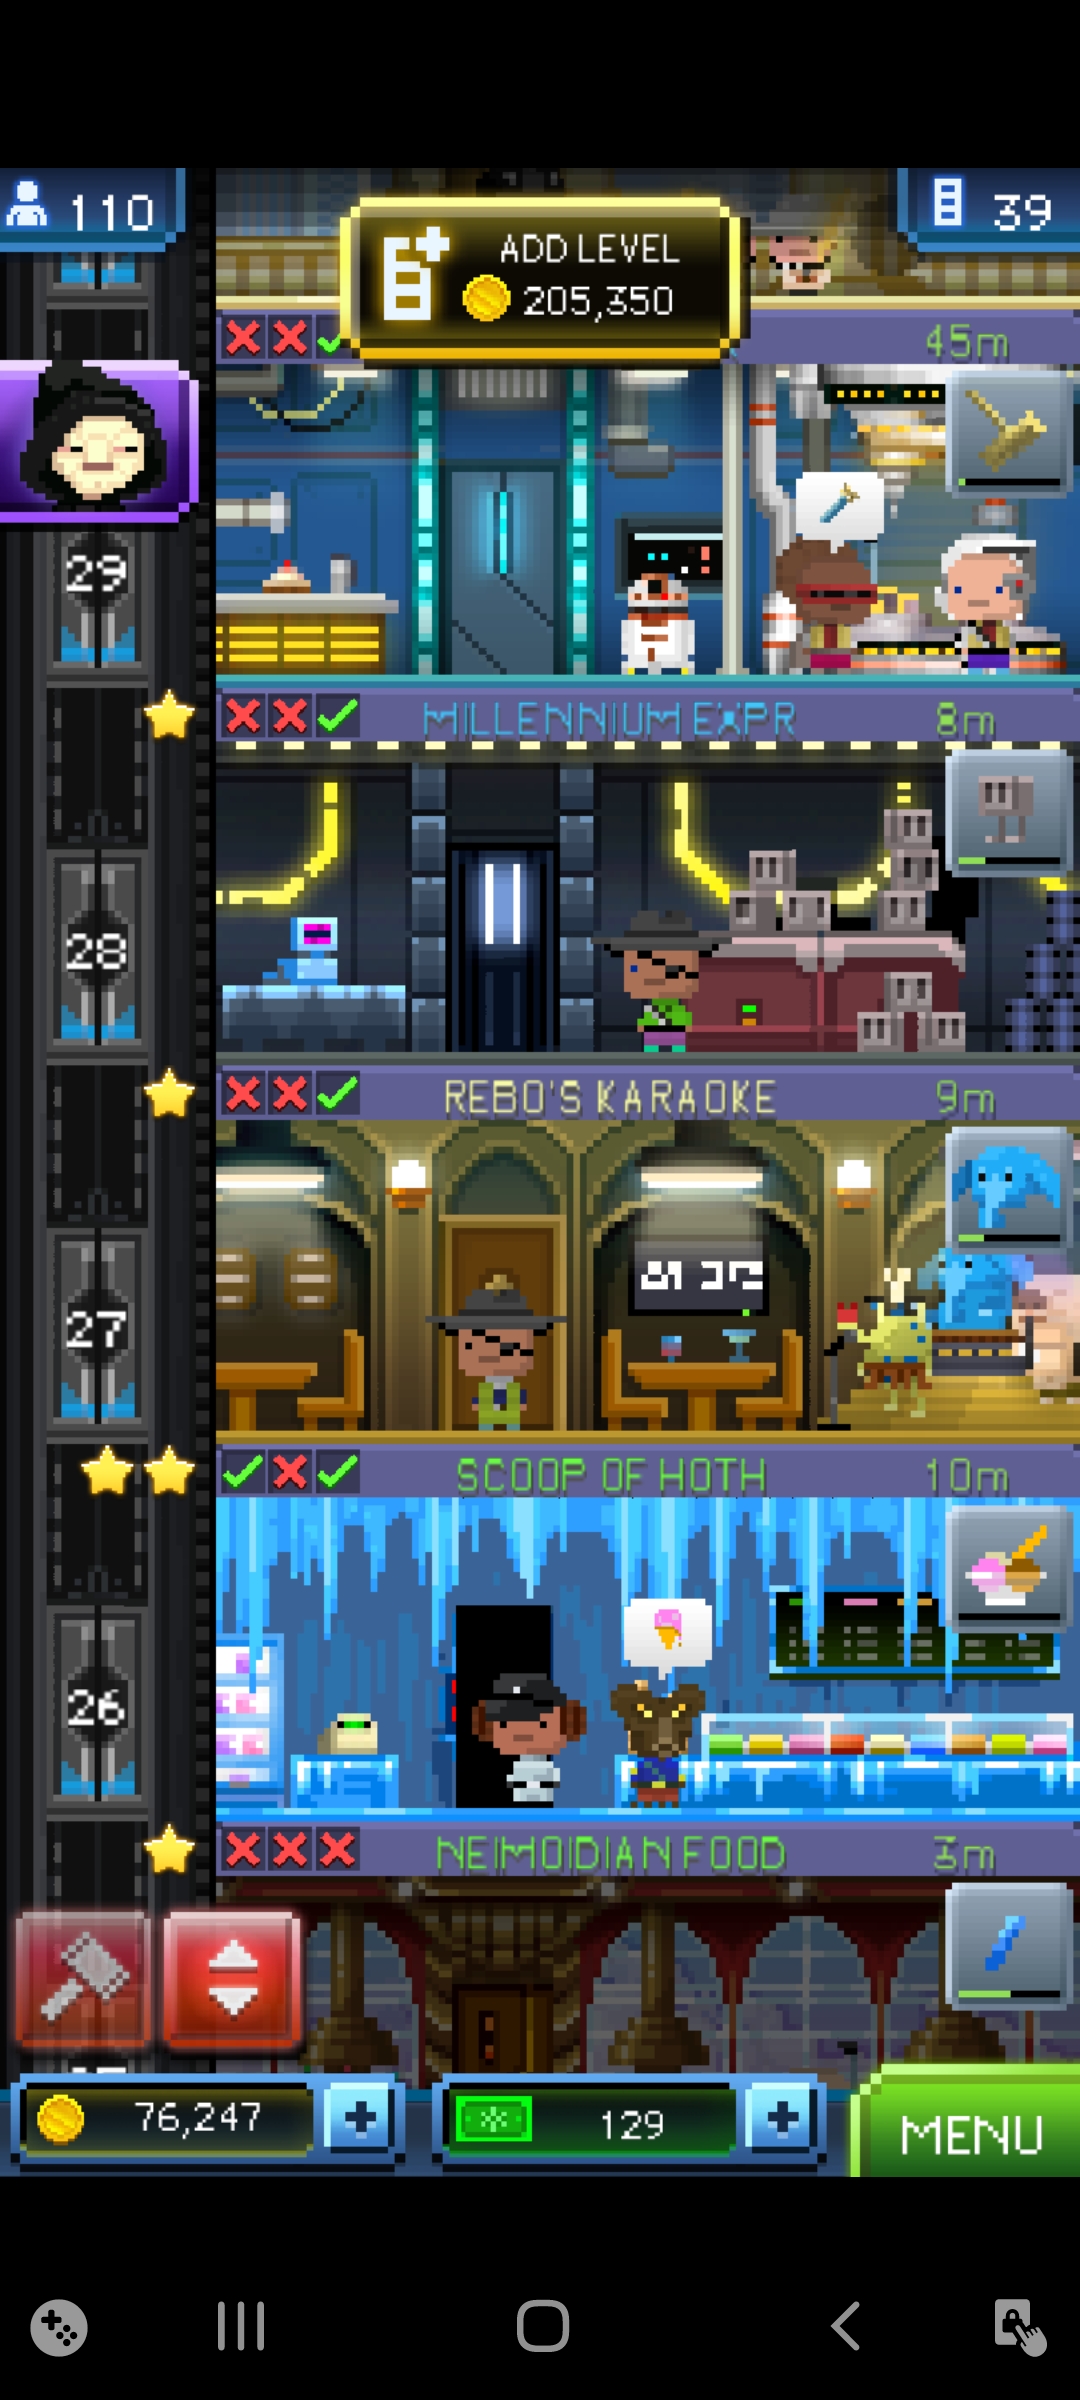 110
39
ADD LEVEL
205,350
45m
29
MILLENNIUM EXPR
8m
28
REBO'S KARAOKE
9m
27
SCOOP OF HOTH
10m
26
NEIMOIDIAN FOOD
3m
76,247
129
MENU